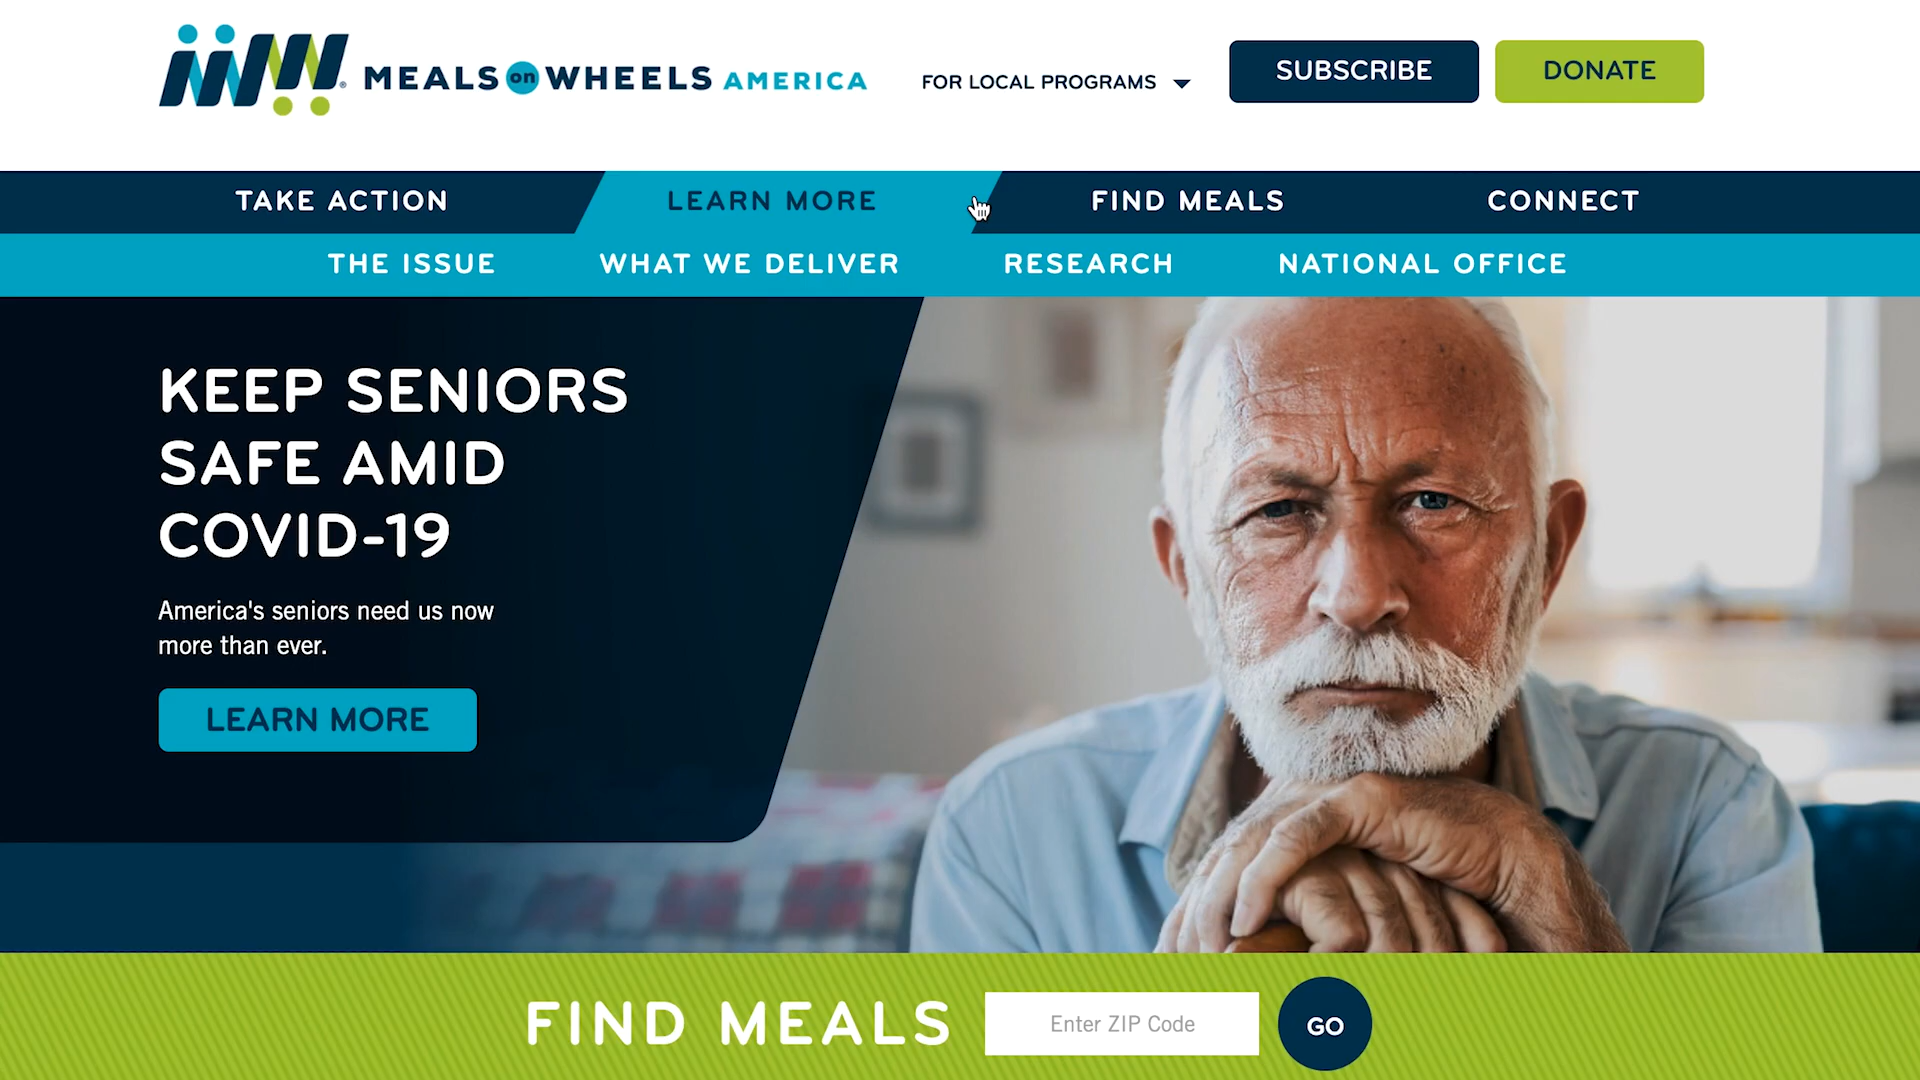 MEALS on WHEELS AMERICA
FOR LOCAL PROGRAMS
SUBSCRIBE
DONATE
TAKE ACTION
LEARN MORE
FIND MEALS
CONNECT
THE ISSUE
WHAT WE DELIVER
RESEARCH
NATIONAL OFFICE
KEEP SENIORS
SAFE AMID
COVID-19
America's seniors need us now
more than ever.
LEARN MORE
FIND MEALS
Enter ZIP Code
GO